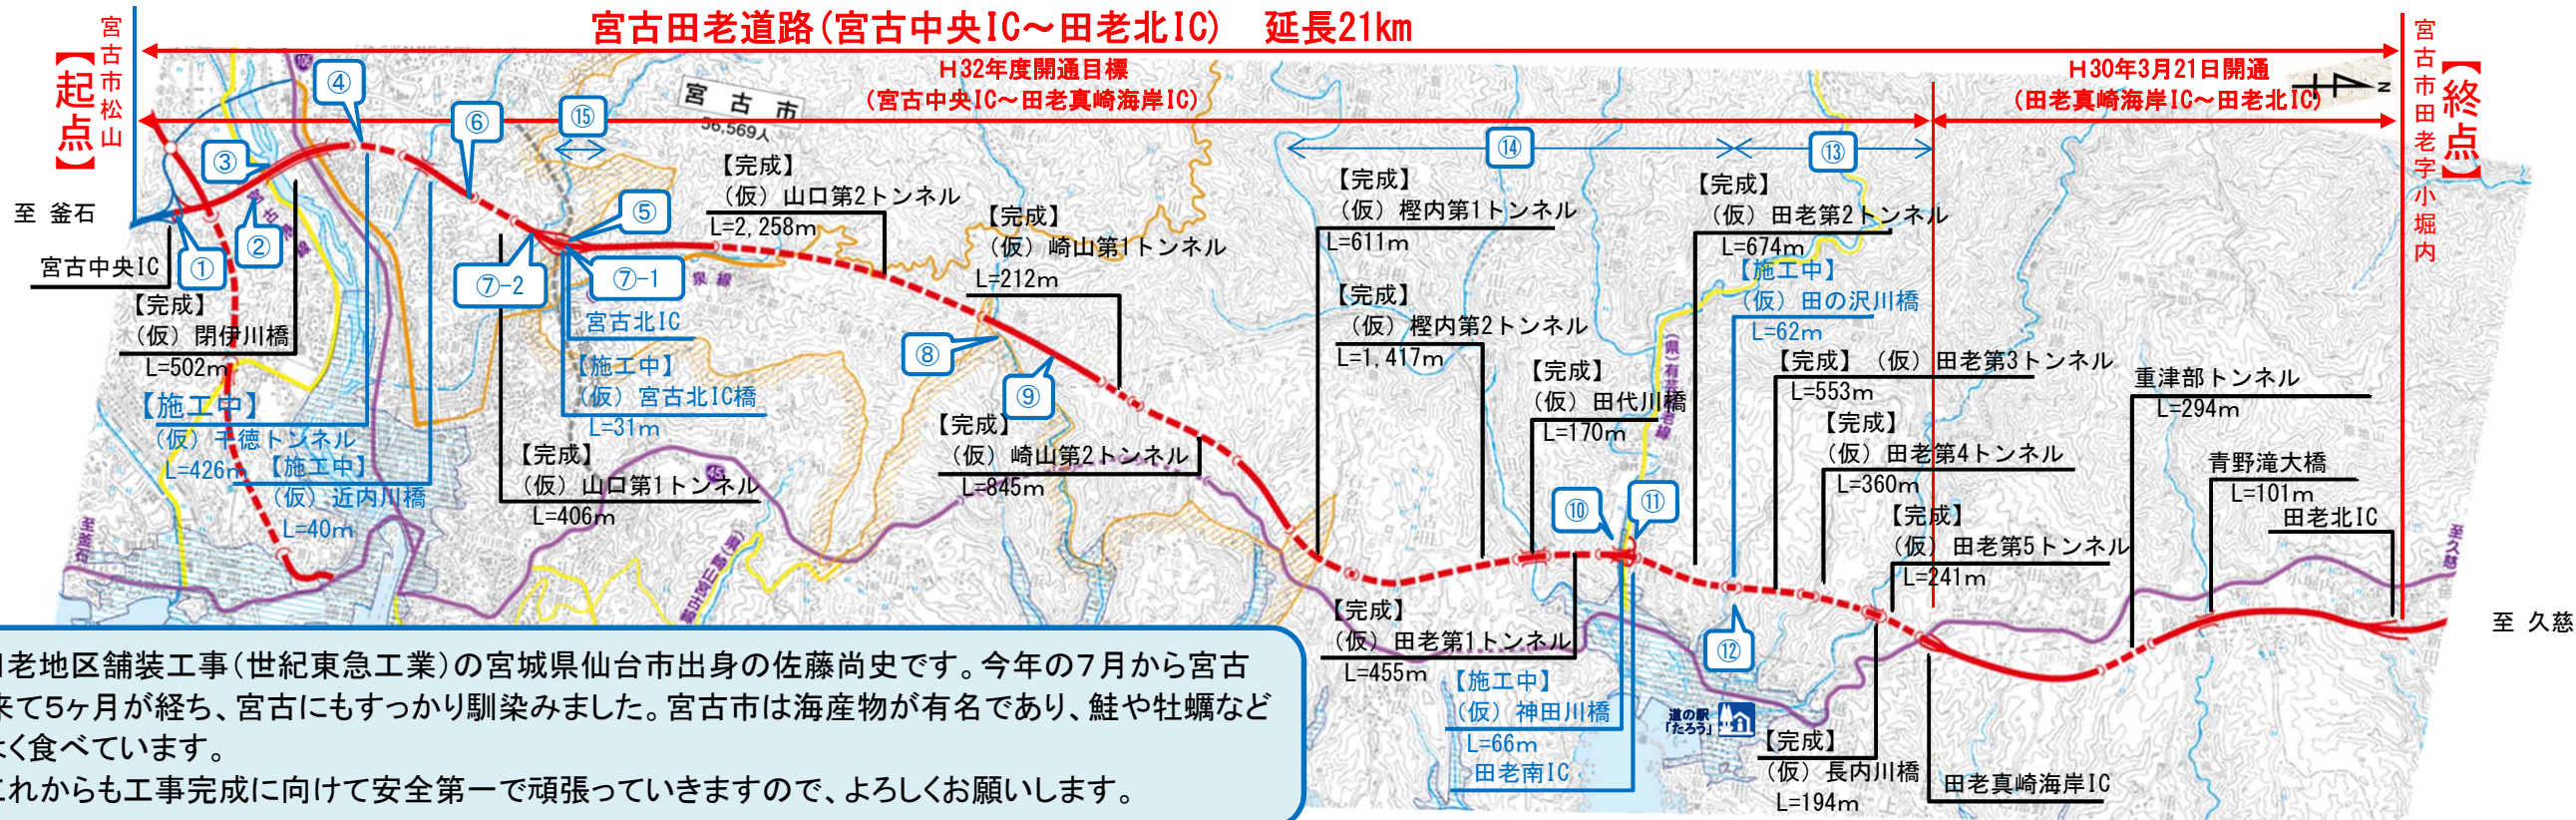 宮古田老道路(宮古中央IC～田老北IC)　延長21km
【起点】
宮古市松山
H32年度開通目標
(宮古中央IC～田老真崎海岸IC)
H30年3月21日開通
(田老真崎海岸IC～田老北IC)
宮古市田老字小堀内
【終点】
N
至 釜石
宮古市
56,569人
①
②
③
④
⑥
⑮
⑤
⑦-2
⑦-1
⑧
⑨
⑭
⑬
⑩
⑪
⑫
宮古中央IC
【完成】
(仮) 閉伊川橋
L=502m
【施工中】
(仮) 千徳トンネル
L=426m
【施工中】
(仮) 近内川橋
L=40m
宮古北IC
【施工中】
(仮) 宮古北IC橋
L=31m
【完成】
(仮) 山口第1トンネル
L=406m
【完成】
(仮) 山口第2トンネル
L=2,258m
【完成】
(仮) 崎山第1トンネル
L=212m
【完成】
(仮) 崎山第2トンネル
L=845m
【完成】
(仮) 樫内第1トンネル
L=611m
【完成】
(仮) 樫内第2トンネル
L=1,417m
【完成】
(仮) 田代川橋
L=170m
【完成】
(仮) 田老第1トンネル
L=455m
【施工中】
(仮) 神田川橋
L=66m
田老南IC
【完成】
(仮) 田老第2トンネル
L=674m
【施工中】
(仮) 田の沢川橋
L=62m
【完成】 (仮) 田老第3トンネル
L=553m
【完成】
(仮) 田老第4トンネル
L=360m
【完成】
(仮) 田老第5トンネル
L=241m
【完成】
(仮) 長内川橋
L=194m
田老真崎海岸IC
重津部トンネル
L=294m
青野滝大橋
L=101m
田老北IC
至久慈
至 久慈
至釜石
45
泉線
道の駅
「たろう」
老地区舗装工事(世紀東急工業)の宮城県仙台市出身の佐藤尚史です。今年の7月から宮古
来て5ヶ月が経ち、宮古にもすっかり馴染みました。宮古市は海産物が有名であり、鮭や牡蠣など
よく食べています。
これからも工事完成に向けて安全第一で頑張っていきますので、よろしくお願いします。